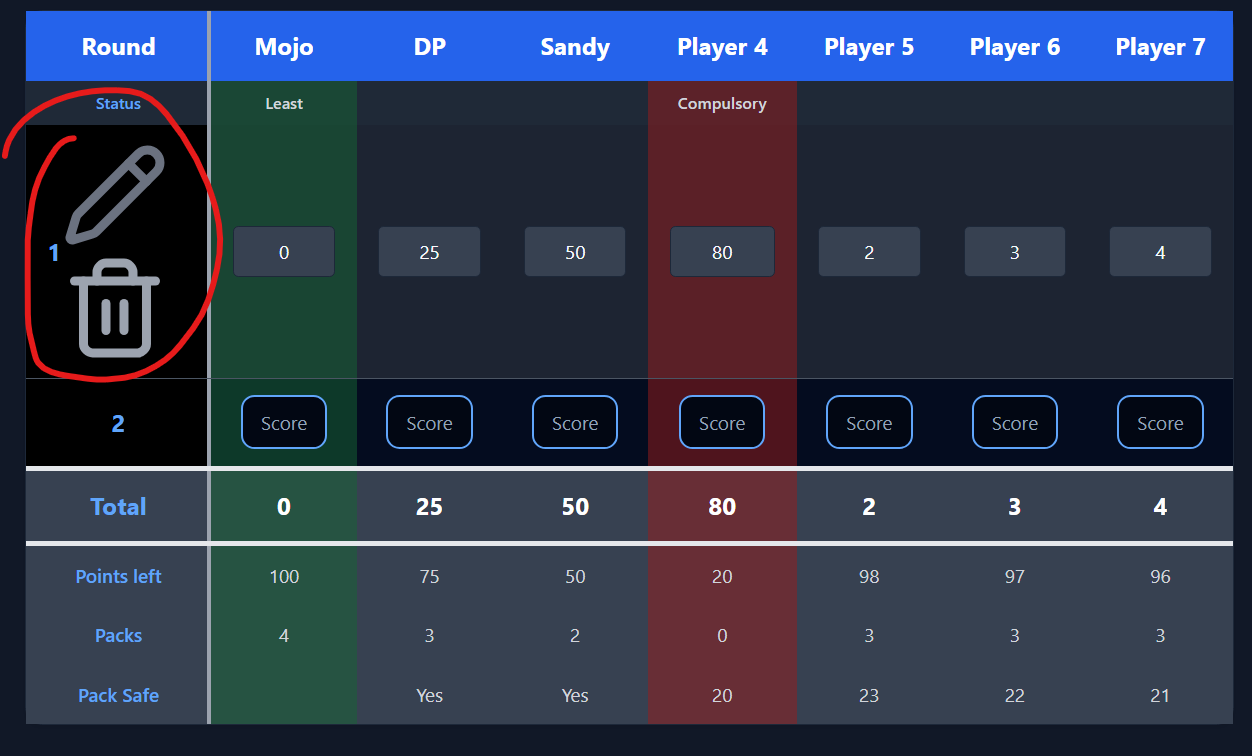 Round Mojo DP Sandy Player 4 Player 5 Player 6 Player 7
Status Least Compulsory
1 0 25 50 80 2 3 4
2 Score Score Score Score Score Score Score
Total 0 25 50 80 2 3 4
Points left 100 75 50 20 98 97 96
Packs 4 3 2 0 3 3 3
Pack Safe Yes Yes 20 23 22 21